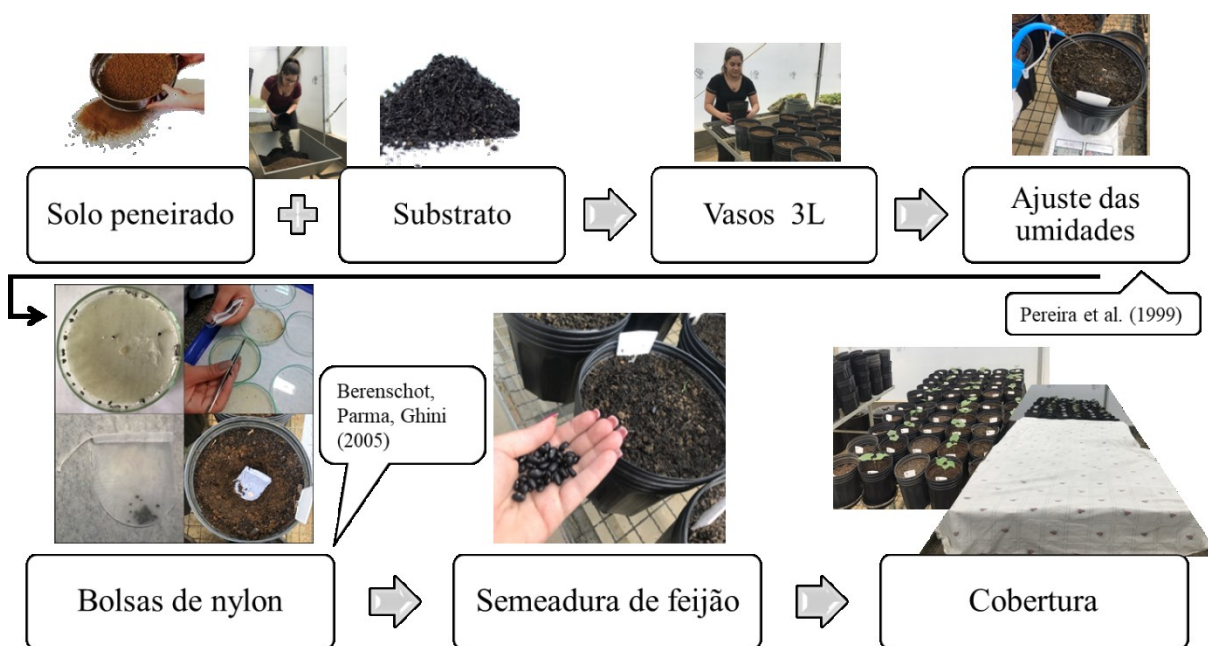 Solo peneirado
Substrato
Vasos 3L
Ajuste das
umidades
Pereira et al. (1999)
Berenschot,
Parma, Ghini
(2005)
Bolsas de nylon
Semeadura de feijão
Cobertura